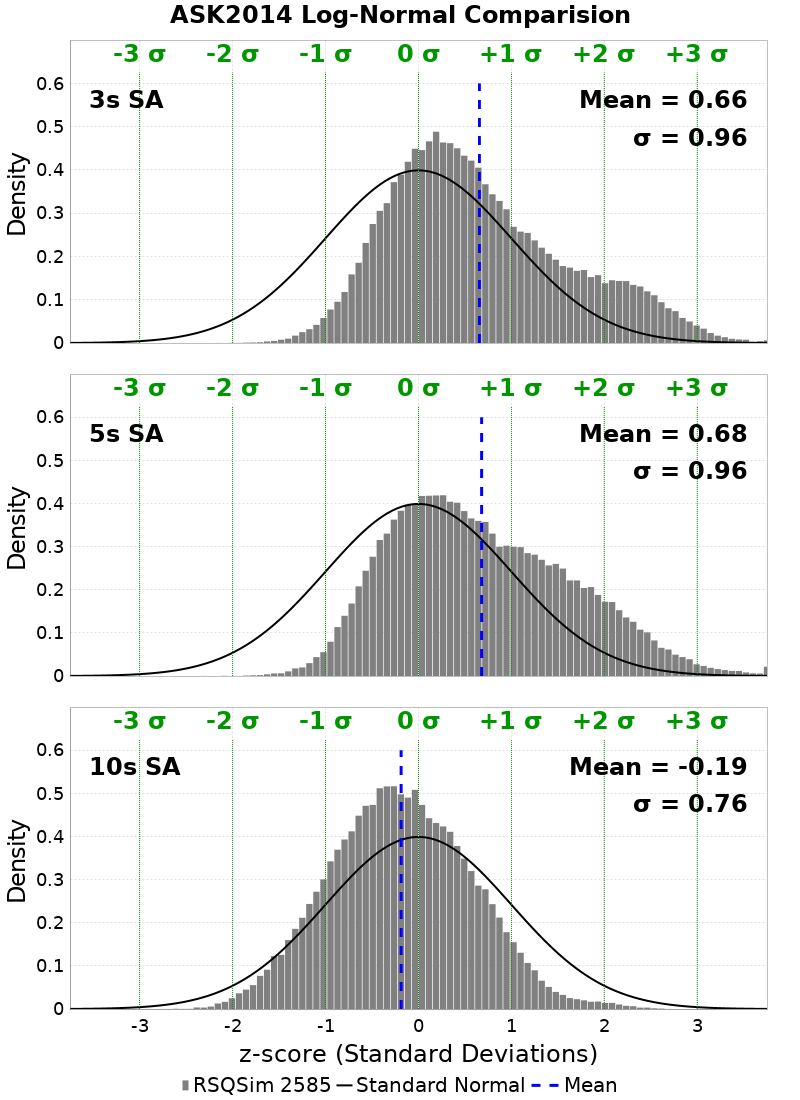 ASK2014 Log-Normal Comparision
-3 σ -2 σ -1 σ 0 σ +1 σ +2 σ +3 σ
0.6
3s SA Mean = 0.66
0.5
σ = 0.96
0.4
Density
0.3
0.2
0.1
0
-3 σ -2 σ -1 σ 0 σ +1 σ +2 σ +3 σ
0.6
5s SA Mean = 0.68
0.5
σ = 0.96
0.4
Density
0.3
0.2
0.1
0
-3 σ -2 σ -1 σ 0 σ +1 σ +2 σ +3 σ
0.6
10s SA Mean = -0.19
0.5
σ = 0.76
0.4
Density
0.3
0.2
0.1
0
-3 -2 -1 0 1 2 3
z-score (Standard Deviations)
RSQSim 2585 Standard Normal Mean